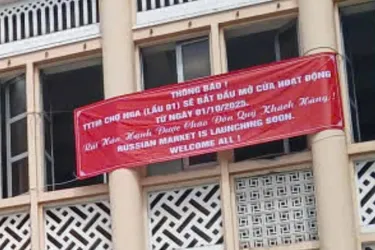 THÔNG BÁO !
TTTM CHỢ NGA (LẦU 01) SẼ BẮT ĐẦU MỞ CỬA HOẠT ĐỘNG
TỪ NGÀY 01/10/2025.
Rất Hân Hạnh Được Chào Đón Quý Khách Hàng !
RUSSIAN MARKET IS LAUNCHING SOON.
WELCOME ALL !